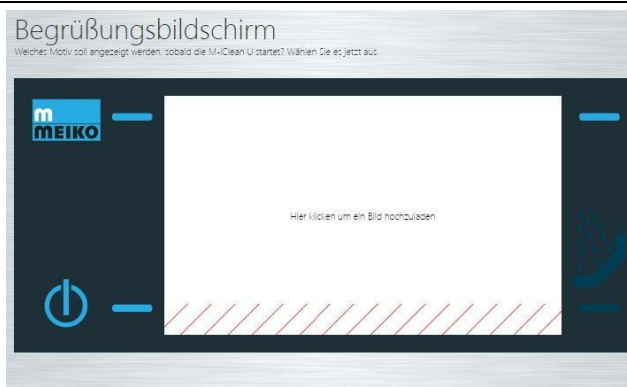 Begrüßungsbildschirm
Welches Motiv soll angezeigt werden, sobald die M-iClean U startet? Wählen Sie es jetzt aus.
m
MEIKO
Hier klicken um ein Bild hochzuladen